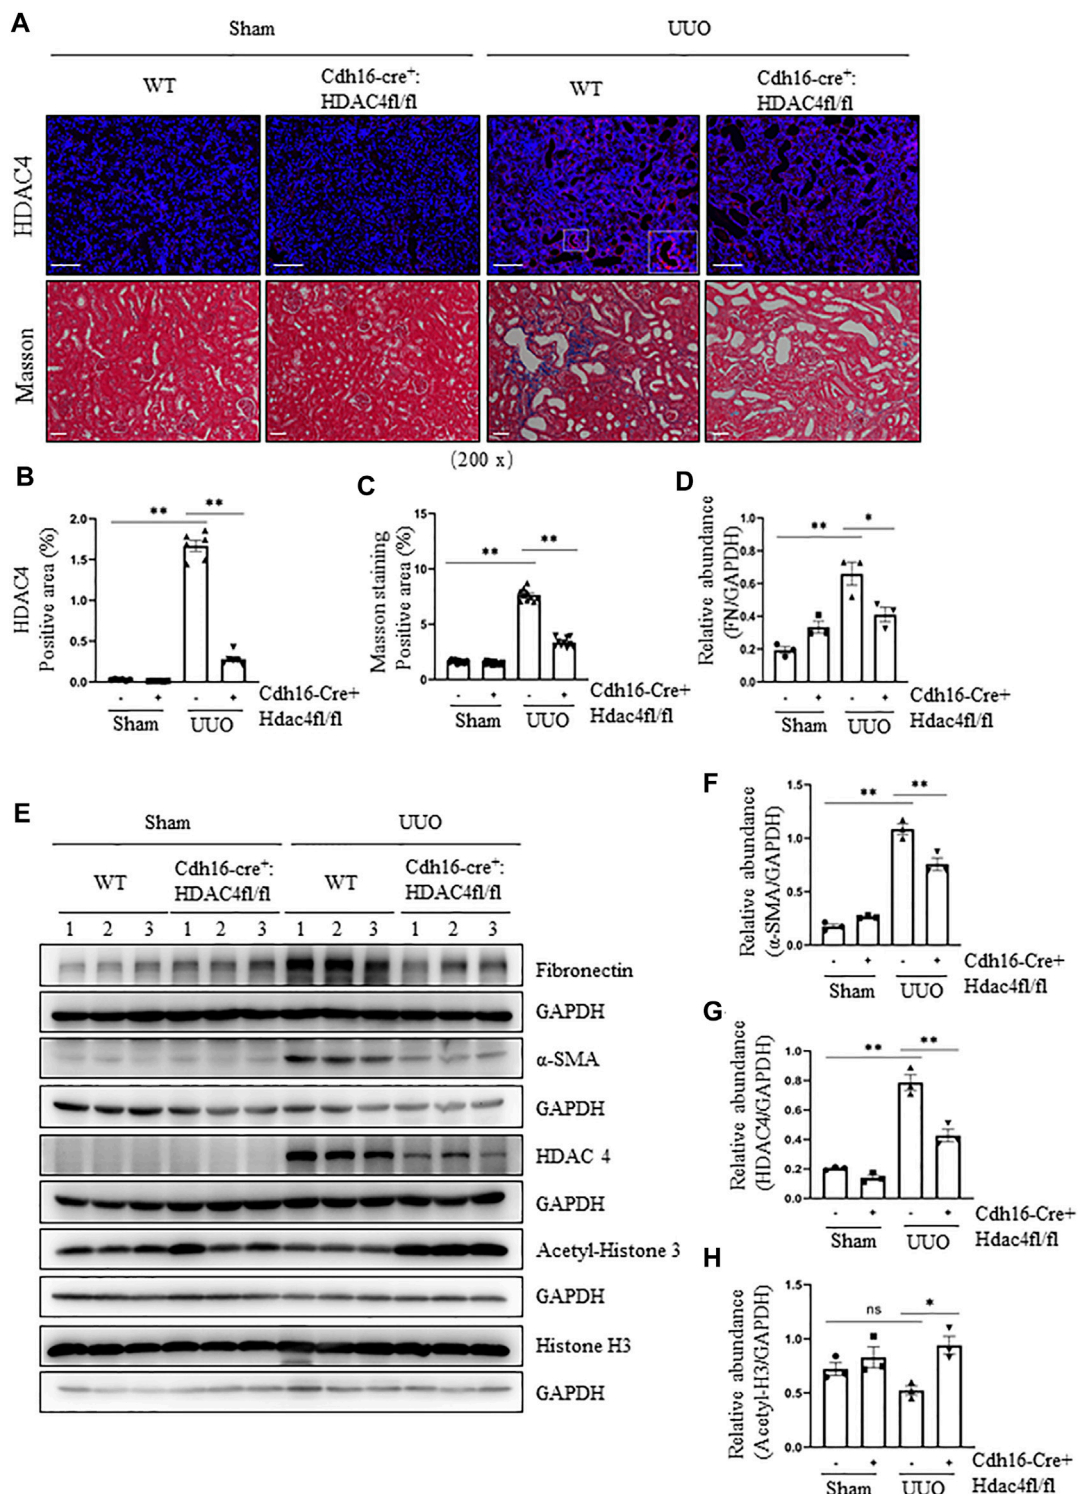 A
Sham
UUO
WT
Cdh16-cre⁺:
HDAC4fl/fl
WT
Cdh16-cre⁺:
HDAC4fl/fl
HDAC4
Masson
(200 x)
B
HDAC4
Positive area (%)
2.0
1.5
1.0
0.5
0.0
** **
- + - +
Sham UUO
Cdh16-Cre+
Hdac4fl/fl
C
Masson staining
Positive area (%)
15
10
5
0
** **
- + - +
Sham UUO
Cdh16-Cre+
Hdac4fl/fl
D
Relative abundance
(FN/GAPDH)
1.0
0.8
0.6
0.4
0.2
0.0
** *
- + - +
Sham UUO
Cdh16-Cre+
Hdac4fl/fl
E
Sham UUO
WT
Cdh16-cre⁺:
HDAC4fl/fl
WT
Cdh16-cre⁺:
HDAC4fl/fl
1 2 3 1 2 3 1 2 3 1 2 3
Fibronectin
GAPDH
α-SMA
GAPDH
HDAC 4
GAPDH
Acetyl-Histone 3
GAPDH
Histone H3
GAPDH
F
Relative abundance
(α-SMA/GAPDH)
1.5
1.0
0.5
0.0
** **
- + - +
Sham UUO
Cdh16-Cre+
Hdac4fl/fl
G
Relative abundance
(HDAC4/GAPDH)
1.0
0.8
0.6
0.4
0.2
0.0
** **
- + - +
Sham UUO
Cdh16-Cre+
Hdac4fl/fl
H
Relative abundance
(Acetyl-H3/GAPDH)
1.5
1.0
0.5
0.0
ns *
- + - +
Sham UUO
Cdh16-Cre+
Hdac4fl/fl